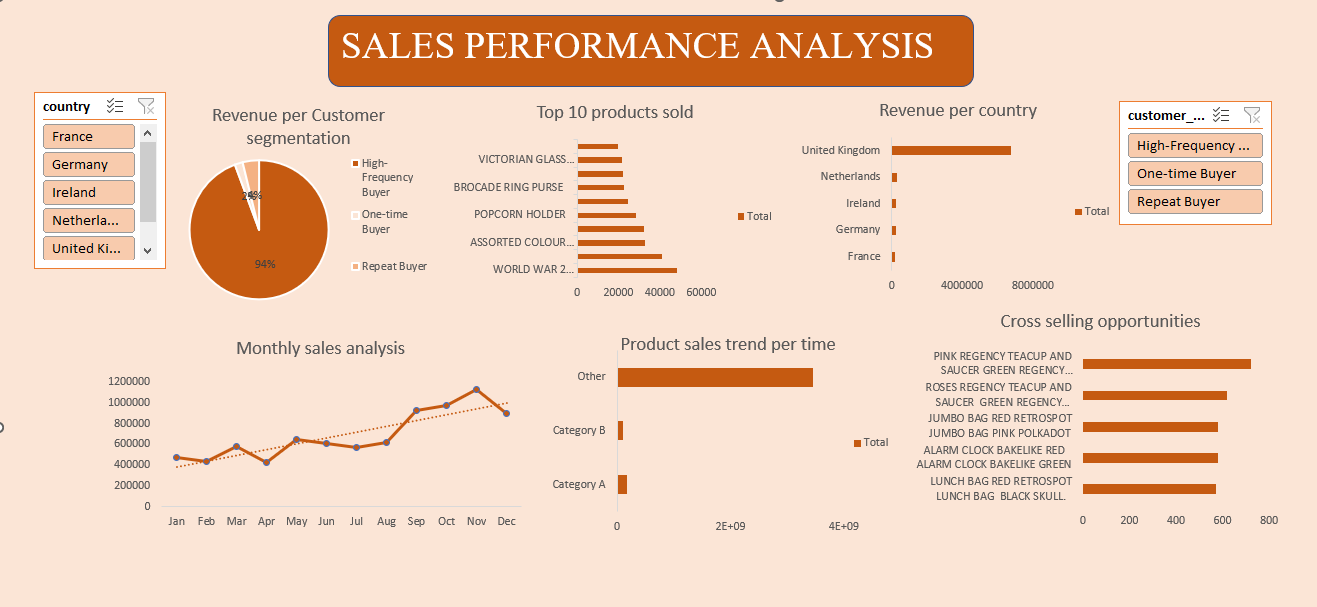 SALES PERFORMANCE ANALYSIS
country
France
Germany
Ireland
Netherla...
United Ki...
Revenue per Customer
segmentation
94%
4%
High-
Frequency
Buyer
One-time
Buyer
Repeat Buyer
Top 10 products sold
VICTORIAN GLASS...
BROCADE RING PURSE
POPCORN HOLDER
ASSORTED COLOUR...
WORLD WAR 2...
0 20000 40000 60000
Total
Revenue per country
United Kingdom
Netherlands
Ireland
Germany
France
0 4000000 8000000
Total
customer_...
High-Frequency ...
One-time Buyer
Repeat Buyer
Monthly sales analysis
1200000
1000000
800000
600000
400000
200000
0
Jan Feb Mar Apr May Jun Jul Aug Sep Oct Nov Dec
Product sales trend per time
Other
Category B
Category A
0 2E+09 4E+09
Total
Cross selling opportunities
PINK REGENCY TEACUP AND
SAUCER GREEN REGENCY...
ROSES REGENCY TEACUP AND
SAUCER GREEN REGENCY...
JUMBO BAG RED RETROSPOT
JUMBO BAG PINK POLKADOT
ALARM CLOCK BAKELIKE RED
ALARM CLOCK BAKELIKE GREEN
LUNCH BAG RED RETROSPOT
LUNCH BAG BLACK SKULL.
0 200 400 600 800